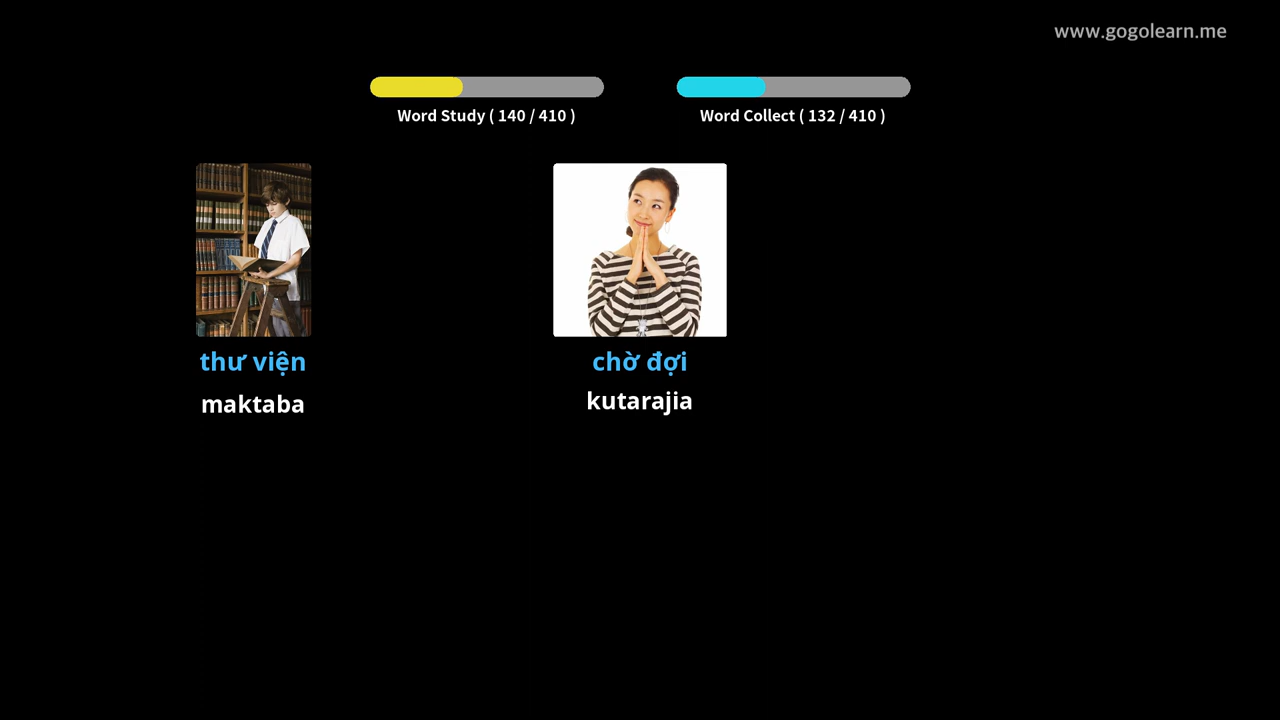 www.gogolearn.me
Word Study ( 140 / 410 )
Word Collect ( 132 / 410 )
thư viện
maktaba
chờ đợi
kutarajia